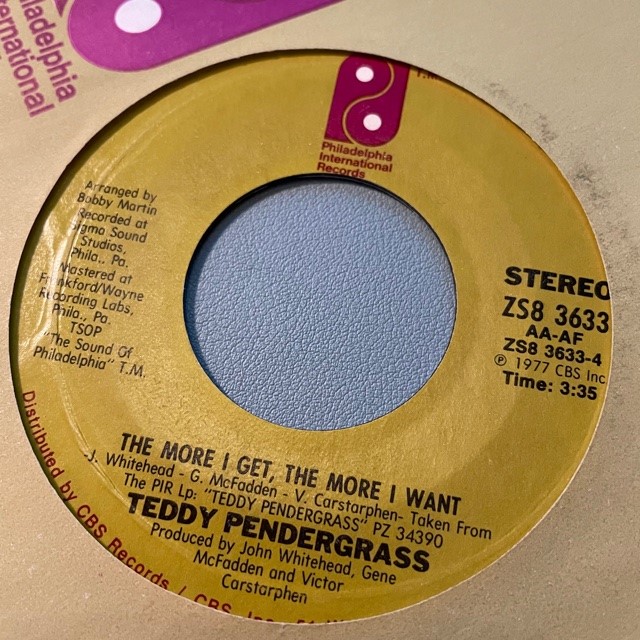 Philadelphia
International
Philadelphia
International
Records
Arranged by
Bobby Martin
Recorded at
Sigma Sound
Studios,
Phila., Pa.
Mastered at
Frankford/Wayne
Recording Labs,
Phila., Pa.
TSOP
"The Sound Of
Philadelphia" T.M.
STEREO
ZS8 3633
AA-AF
ZS8 3633-4
℗ 1977 CBS Inc.
Time: 3:35
THE MORE I GET, THE MORE I WANT
-J. Whitehead - G. McFadden - V. Carstarphen- Taken From
The PIR Lp: "TEDDY PENDERGRASS" PZ 34390
TEDDY PENDERGRASS
Produced by John Whitehead, Gene
McFadden and Victor
Carstarphen
Distributed by CBS Records / CBS, Inc.